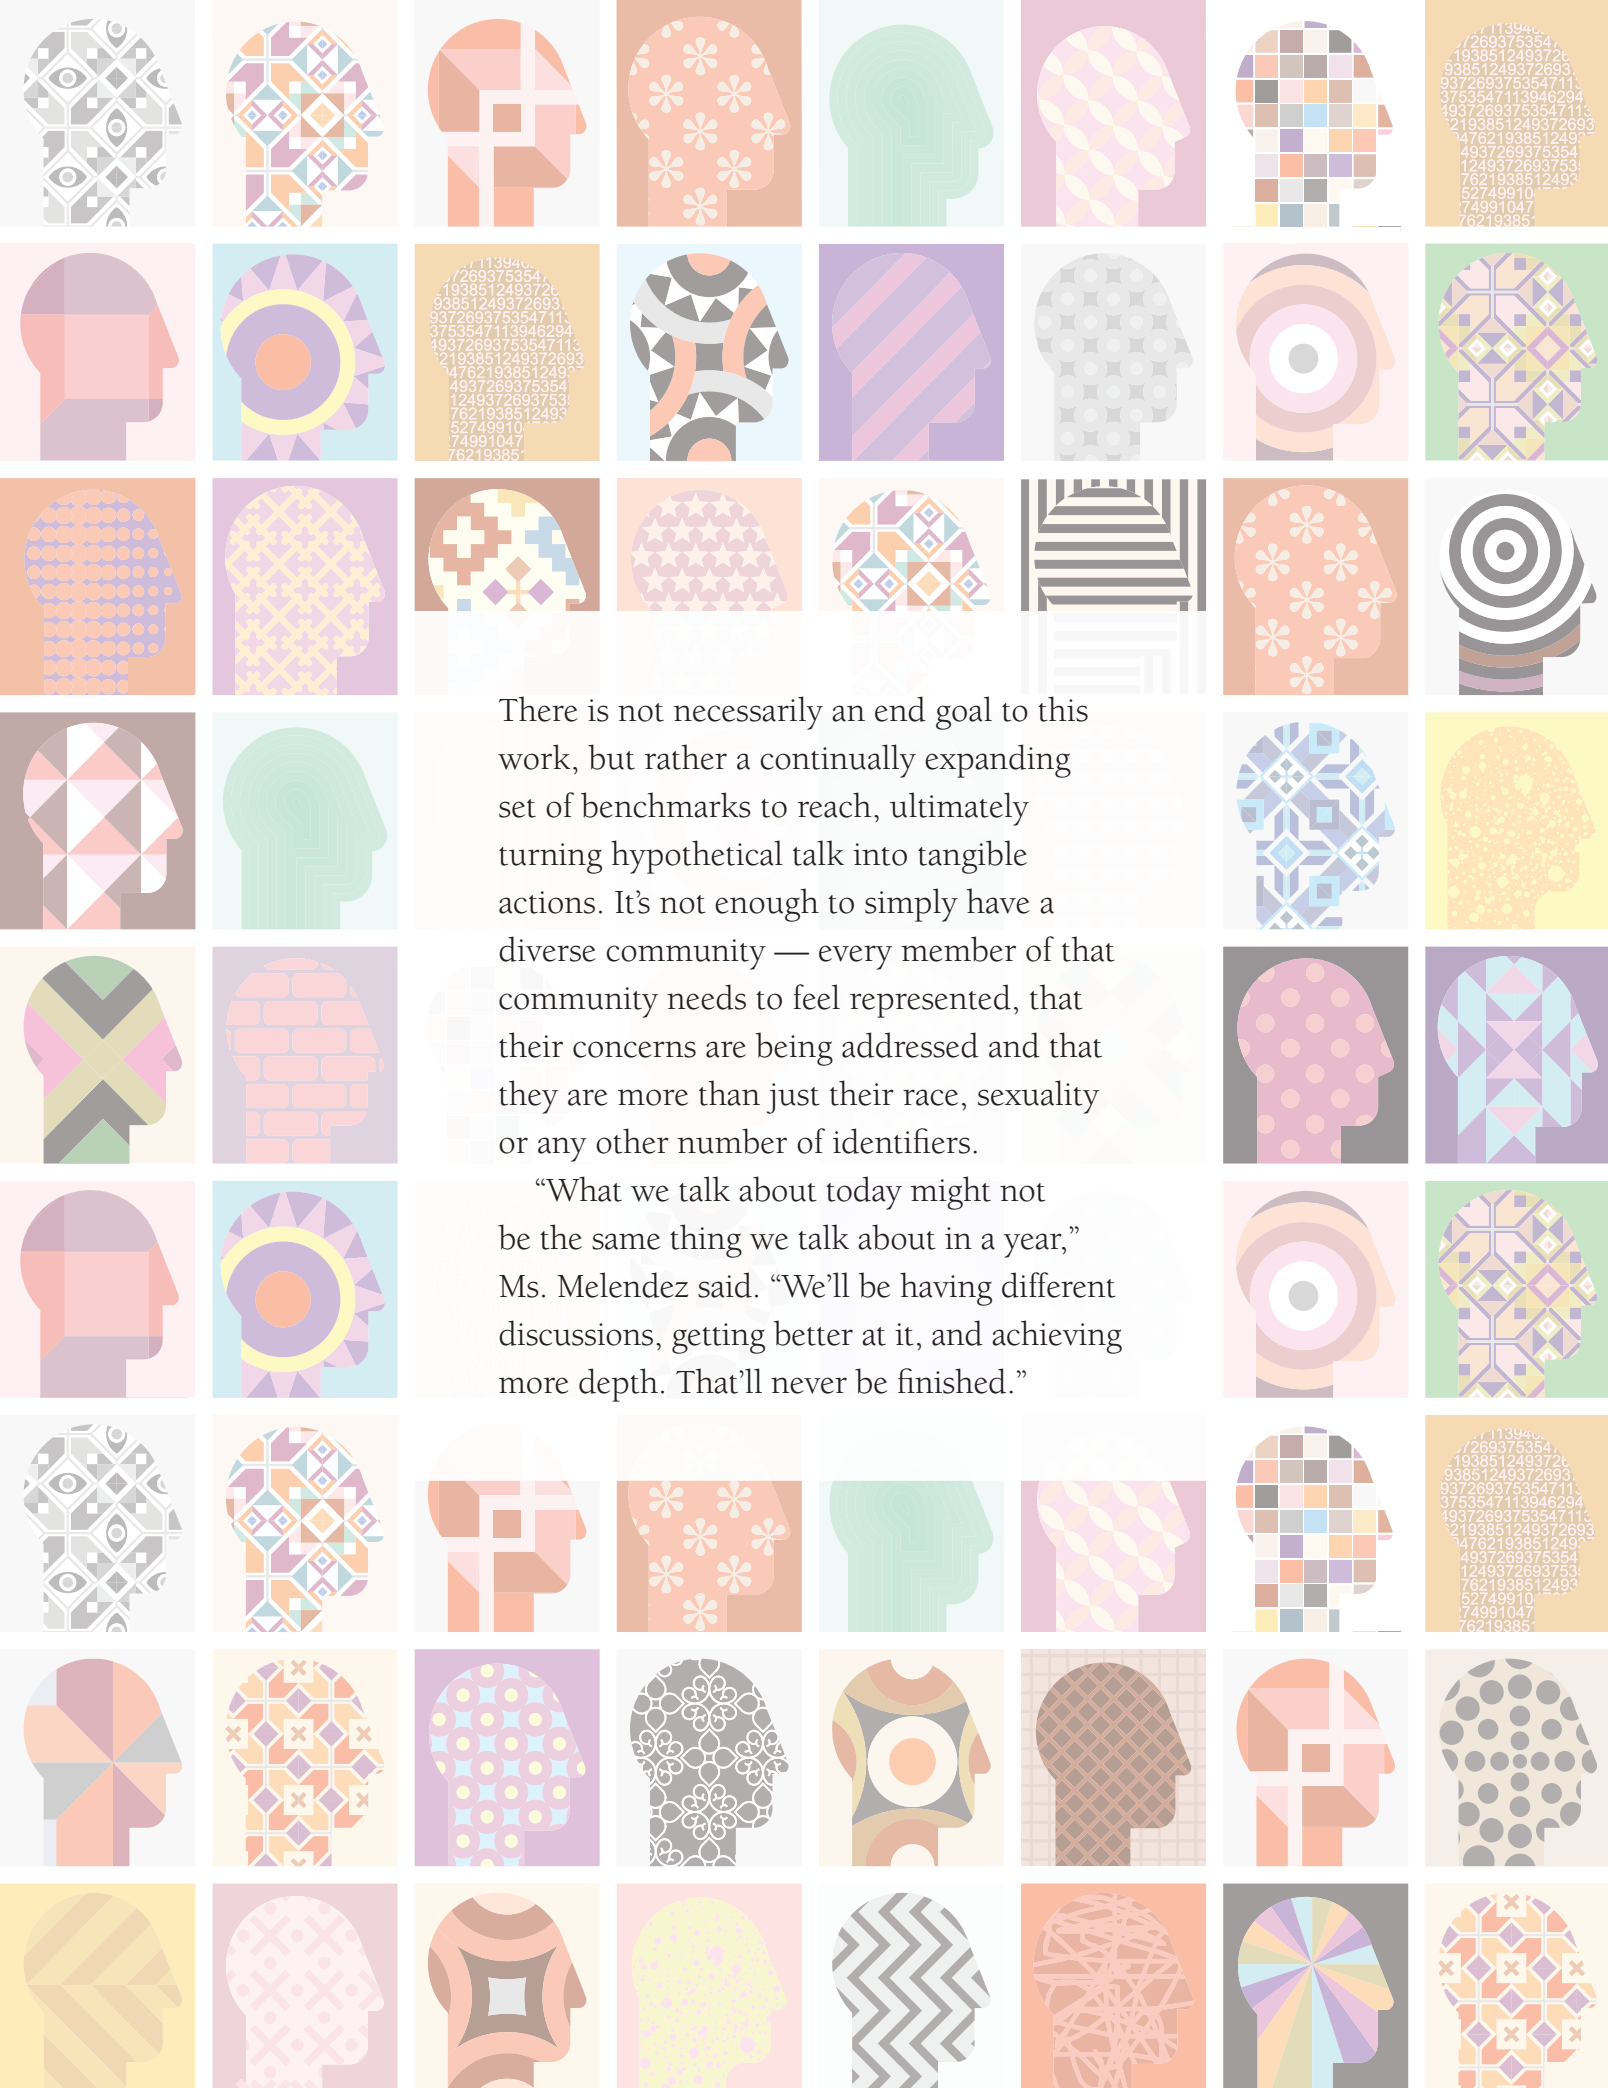 There is not necessarily an end goal to this
work, but rather a continually expanding
set of benchmarks to reach, ultimately
turning hypothetical talk into tangible
actions. It’s not enough to simply have a
diverse community — every member of that
community needs to feel represented, that
their concerns are being addressed and that
they are more than just their race, sexuality
or any other number of identifiers.
“What we talk about today might not
be the same thing we talk about in a year,”
Ms. Melendez said. “We’ll be having different
discussions, getting better at it, and achieving
more depth. That’ll never be finished.”